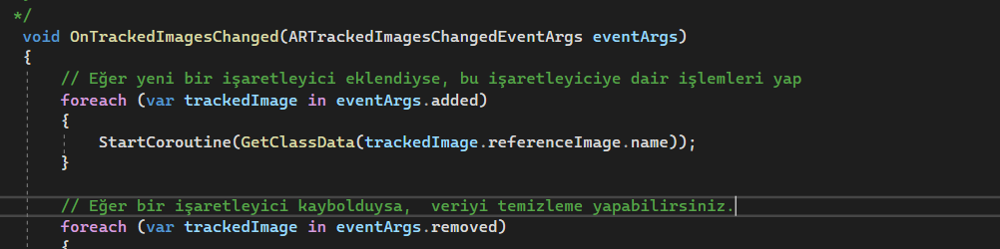 */
void OnTrackedImagesChanged(ARTrackedImagesChangedEventArgs eventArgs)
{
// Eğer yeni bir işaretleyici eklendiyse, bu işaretleyiciye dair işlemleri yap
foreach (var trackedImage in eventArgs.added)
{
StartCoroutine(GetClassData(trackedImage.referenceImage.name));
}
// Eğer bir işaretleyici kaybolduysa,  veriyi temizleme yapabilirsiniz.
foreach (var trackedImage in eventArgs.removed)
{